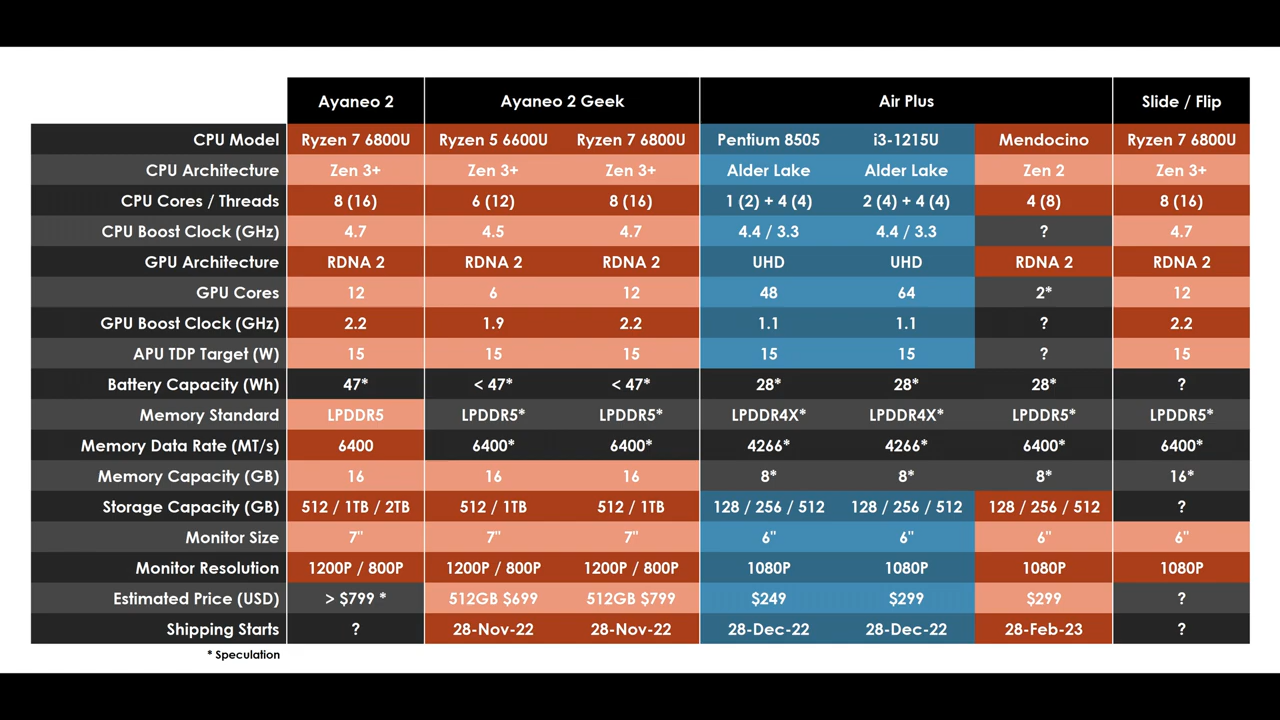 Ayaneo 2 Ayaneo 2 Geek Air Plus Slide / Flip
CPU Model Ryzen 7 6800U Ryzen 5 6600U Ryzen 7 6800U Pentium 8505 i3-1215U Mendocino Ryzen 7 6800U
CPU Architecture Zen 3+ Zen 3+ Zen 3+ Alder Lake Alder Lake Zen 2 Zen 3+
CPU Cores / Threads 8 (16) 6 (12) 8 (16) 1 (2) + 4 (4) 2 (4) + 4 (4) 4 (8) 8 (16)
CPU Boost Clock (GHz) 4.7 4.5 4.7 4.4 / 3.3 4.4 / 3.3 ? 4.7
GPU Architecture RDNA 2 RDNA 2 RDNA 2 UHD UHD RDNA 2 RDNA 2
GPU Cores 12 6 12 48 64 2* 12
GPU Boost Clock (GHz) 2.2 1.9 2.2 1.1 1.1 ? 2.2
APU TDP Target (W) 15 15 15 15 15 ? 15
Battery Capacity (Wh) 47* < 47* < 47* 28* 28* 28* ?
Memory Standard LPDDR5 LPDDR5* LPDDR5* LPDDR4X* LPDDR4X* LPDDR5* LPDDR5*
Memory Data Rate (MT/s) 6400 6400* 6400* 4266* 4266* 6400* 6400*
Memory Capacity (GB) 16 16 16 8* 8* 8* 16*
Storage Capacity (GB) 512 / 1TB / 2TB 512 / 1TB 512 / 1TB 128 / 256 / 512 128 / 256 / 512 128 / 256 / 512 ?
Monitor Size 7" 7" 7" 6" 6" 6" 6"
Monitor Resolution 1200P / 800P 1200P / 800P 1200P / 800P 1080P 1080P 1080P 1080P
Estimated Price (USD) > $799 * 512GB $699 512GB $799 $249 $299 $299 ?
Shipping Starts ? 28-Nov-22 28-Nov-22 28-Dec-22 28-Dec-22 28-Feb-23 ?
* Speculation